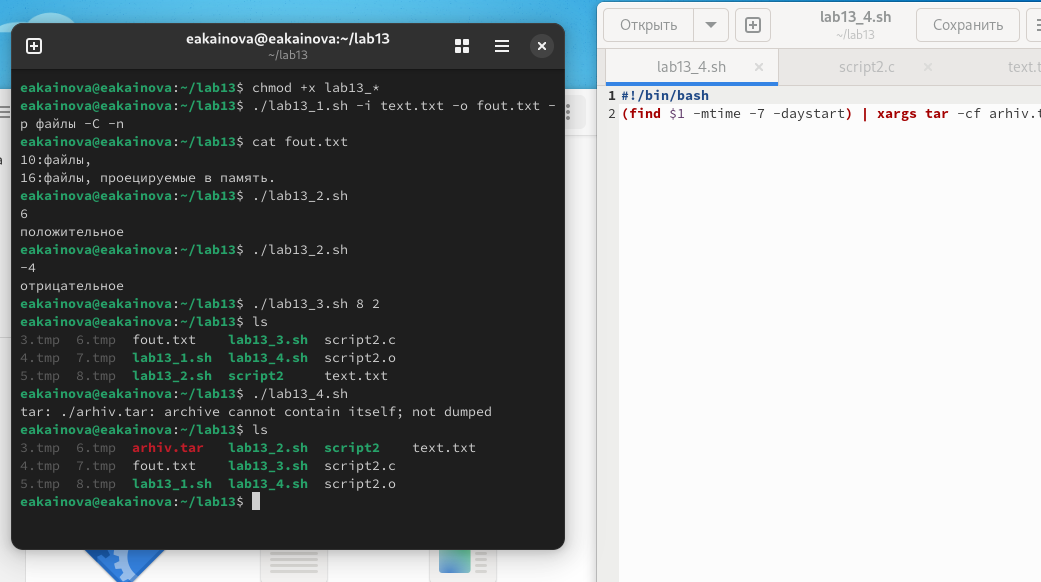 eakainova@eakainova:~/lab13
~/lab13
eakainova@eakainova:~/lab13$ chmod +x lab13_*
eakainova@eakainova:~/lab13$ ./lab13_1.sh -i text.txt -o fout.txt -
p файлы -C -n
eakainova@eakainova:~/lab13$ cat fout.txt
10:файлы,
16:файлы, проецируемые в память.
eakainova@eakainova:~/lab13$ ./lab13_2.sh
6
положительное
eakainova@eakainova:~/lab13$ ./lab13_2.sh
-4
отрицательное
eakainova@eakainova:~/lab13$ ./lab13_3.sh 8 2
eakainova@eakainova:~/lab13$ ls
3.tmp 6.tmp fout.txt lab13_3.sh script2.c
4.tmp 7.tmp lab13_1.sh lab13_4.sh script2.o
5.tmp 8.tmp lab13_2.sh script2 text.txt
eakainova@eakainova:~/lab13$ ./lab13_4.sh
tar: ./arhiv.tar: archive cannot contain itself; not dumped
eakainova@eakainova:~/lab13$ ls
3.tmp 6.tmp arhiv.tar lab13_2.sh script2 text.txt
4.tmp 7.tmp fout.txt lab13_3.sh script2.c
5.tmp 8.tmp lab13_1.sh lab13_4.sh script2.o
eakainova@eakainova:~/lab13$
Открыть
lab13_4.sh
~/lab13
Сохранить
lab13_4.sh
script2.c
text.t
1 #!/bin/bash
2 (find $1 -mtime -7 -daystart) | xargs tar -cf arhiv.t